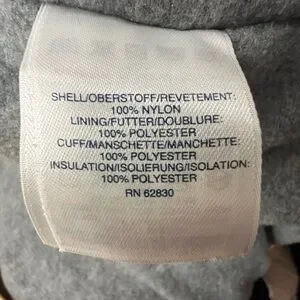 SHELL/OBERSTOFF/REVETEMENT:
100% NYLON
LINING/FUTTER/DOUBLURE:
100% POLYESTER
CUFF/MANSCHETTE/MANCHETTE:
100% POLYESTER
INSULATION/ISOLIERUNG/ISOLATION:
100% POLYESTER
RN 62830